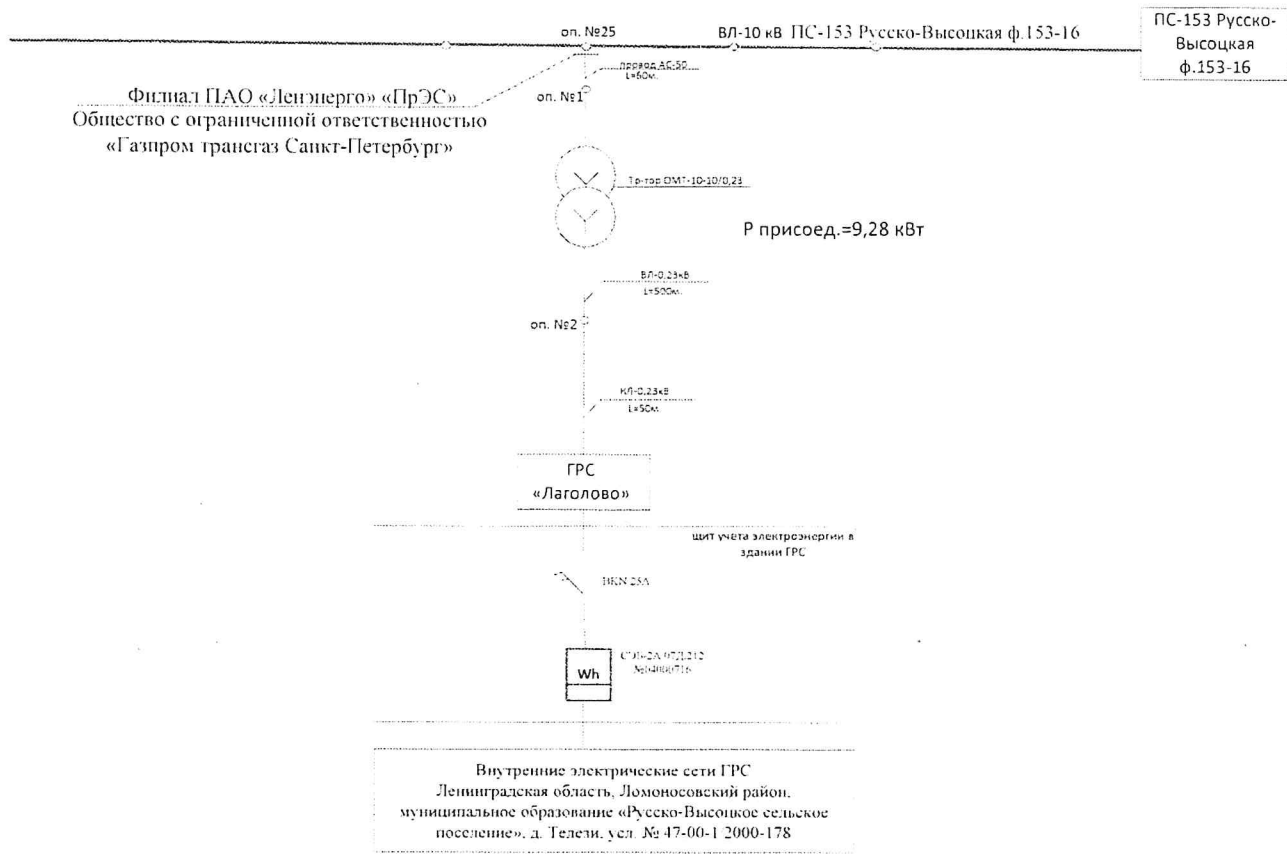 оп. №25
ВЛ-10 кВ ПС-153 Русско-Высоцкая ф.153-16
ПС-153 Русско-
Высоцкая
ф.153-16
провод АС-50
L=60м.
Филиал ПАО «Ленэнерго» «ПрЭС»
оп. №1
Общество с ограниченной ответственностью
«Газпром трансгаз Санкт-Петербург»
Тр-тор ОМТ-10-10/0,23
Р присоед.=9,28 кВт
ВЛ-0,23кВ
L=500м.
оп. №2
КЛ-0,23кВ
L=50м.
ГРС
«Лаголово»
щит учета электроэнергии в
здании ГРС
25А
Wh
Внутренние электрические сети ГРС
Ленинградская область, Ломоносовский район,
муниципальное образование «Русско-Высоцкое сельское
поселение», д. Телези, усл. № 47-00-1 2000-178